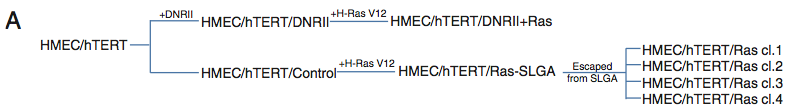 A
+DNRII
HMEC/hTERT/DNRII
+H-Ras V12
HMEC/hTERT/DNRII+Ras
HMEC/hTERT
HMEC/hTERT/Control
+H-Ras V12
HMEC/hTERT/Ras-SLGA
Escaped
from SLGA
HMEC/hTERT/Ras cl.1
HMEC/hTERT/Ras cl.2
HMEC/hTERT/Ras cl.3
HMEC/hTERT/Ras cl.4